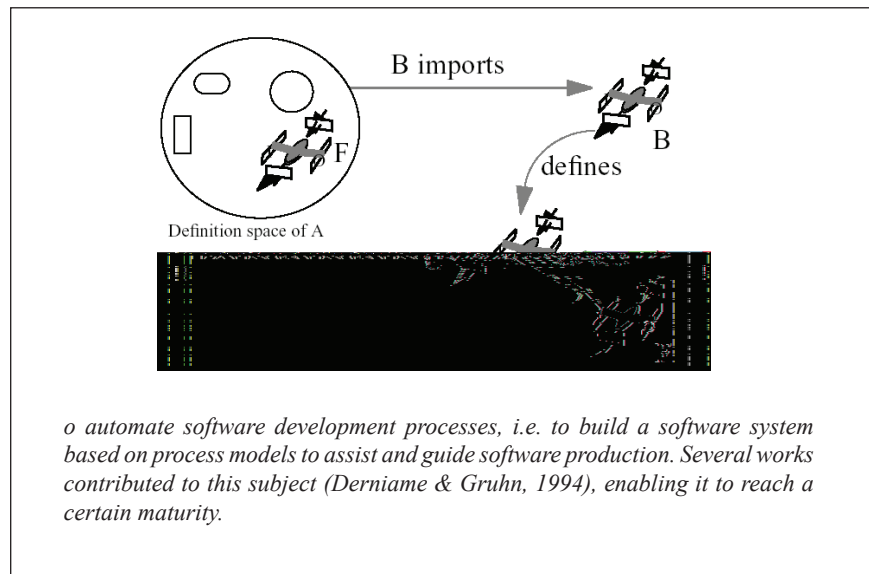 B imports
F
B
defines
Definition space of A
o automate software development processes, i.e. to build a software system
based on process models to assist and guide software production. Several works
contributed to this subject (Derniame & Gruhn, 1994), enabling it to reach a
certain maturity.